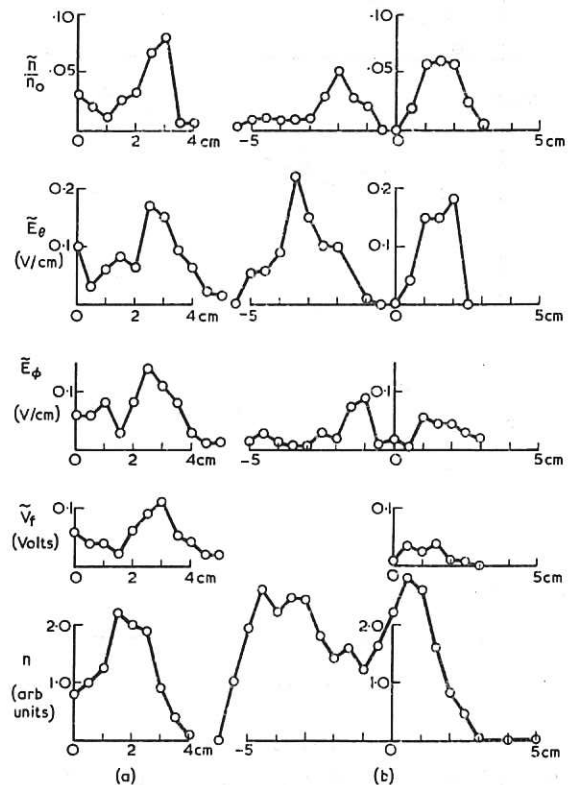 .10
ñ/n₀
.05
0 2 4 cm
-5
.10
.05
0 5 cm
0.2
Ẽθ
0.1
(V/cm)
0 2 4 cm
-5
0.2
0.1
0 5 cm
Ẽφ
0.1
(V/cm)
0 2 4 cm
-5
0.1
0 5 cm
Ṽf
0.1
(Volts)
0 2 4 cm
0.1
0 5 cm
2.0
n
1.0
(arb
units)
0 2 4 cm
-5
2.0
1.0
0 5 cm
(a) (b)